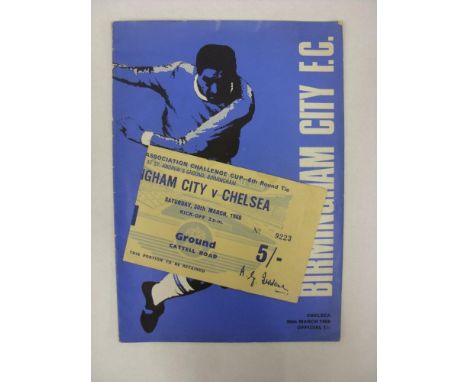 BIRMINGHAM CITY F.C.
ASSOCIATION CHALLENGE CUP - 6th Round Tie
AT ST. ANDREW'S GROUND, BIRMINGHAM
IGHAM CITY v CHELSEA
SATURDAY, 30th MARCH, 1968
KICK-OFF 3 p.m.
No 9223
Ground 5/-
CATTELL ROAD
THIS PORTION TO BE RETAINED
CHELSEA
30th MARCH 1968
OFFICIAL 1/-